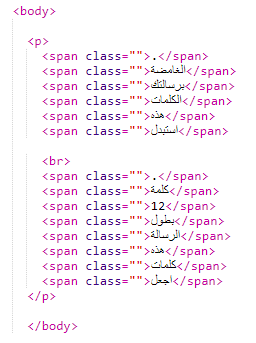 <body>
<p>
<span class="">.</span>
<span class="">الغامضة</span>
<span class="">برسالتك</span>
<span class="">الكلمات</span>
<span class="">هذه</span>
<span class="">استبدل</span>
<br>
<span class="">.</span>
<span class="">كلمة</span>
<span class="">12</span>
<span class="">بطول</span>
<span class="">الرسالة</span>
<span class="">هذه</span>
<span class="">كلمات</span>
<span class="">اجعل</span>
</p>
</body>